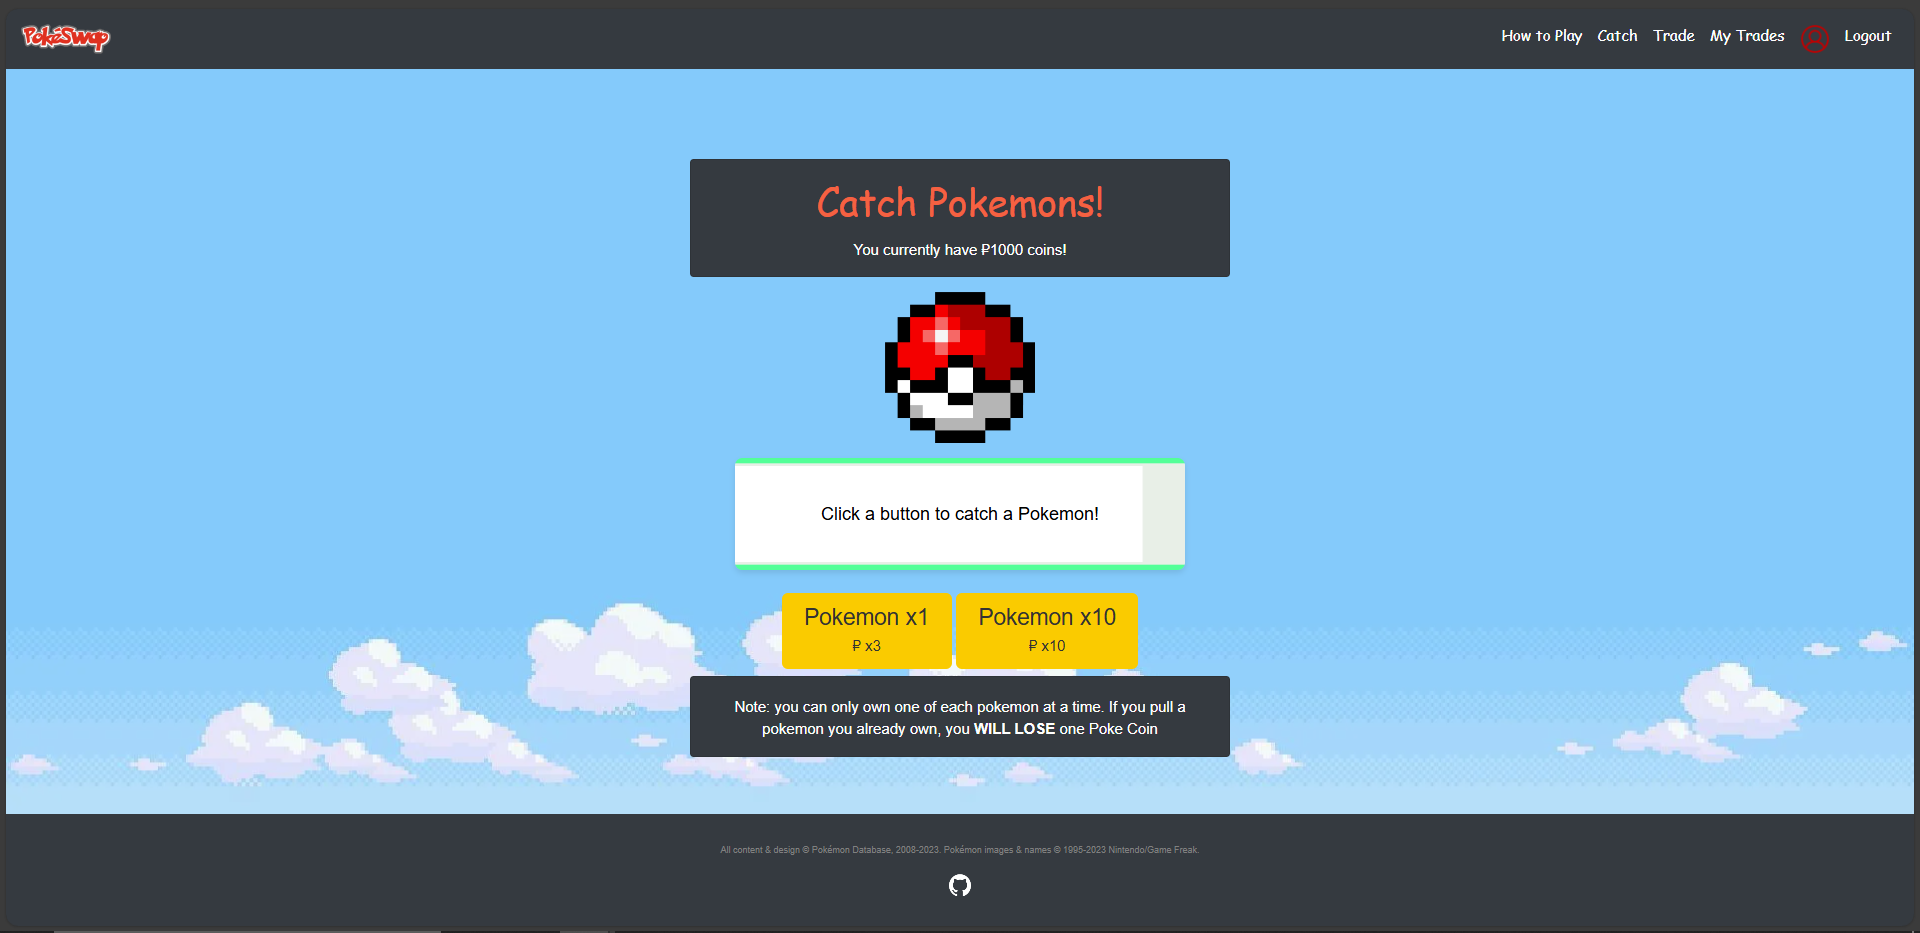 PokéSwap
How to Play Catch Trade My Trades Logout
Catch Pokemons!
You currently have ₽1000 coins!
Click a button to catch a Pokemon!
Pokemon x1
₽ x3
Pokemon x10
₽ x10
Note: you can only own one of each pokemon at a time. If you pull a
pokemon you already own, you WILL LOSE one Poke Coin
All content & design © Pokémon Database, 2008-2023. Pokémon images & names © 1995-2023 Nintendo/Game Freak.